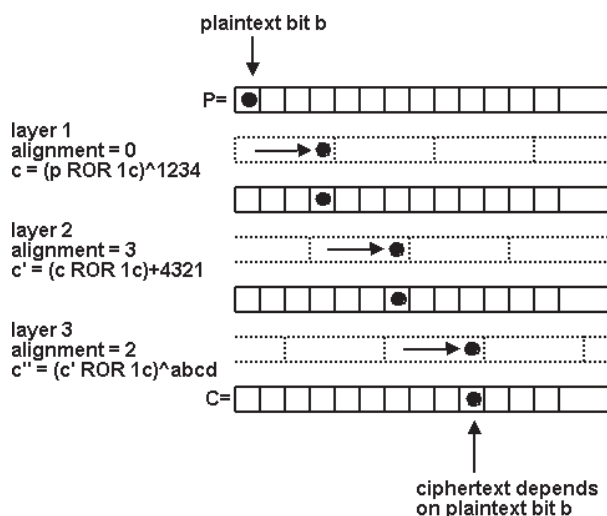 plaintext bit b
P=
layer 1
alignment = 0
c = (p ROR 1c)^1234
layer 2
alignment = 3
c' = (c ROR 1c)+4321
layer 3
alignment = 2
c'' = (c' ROR 1c)^abcd
C=
ciphertext depends
on plaintext bit b